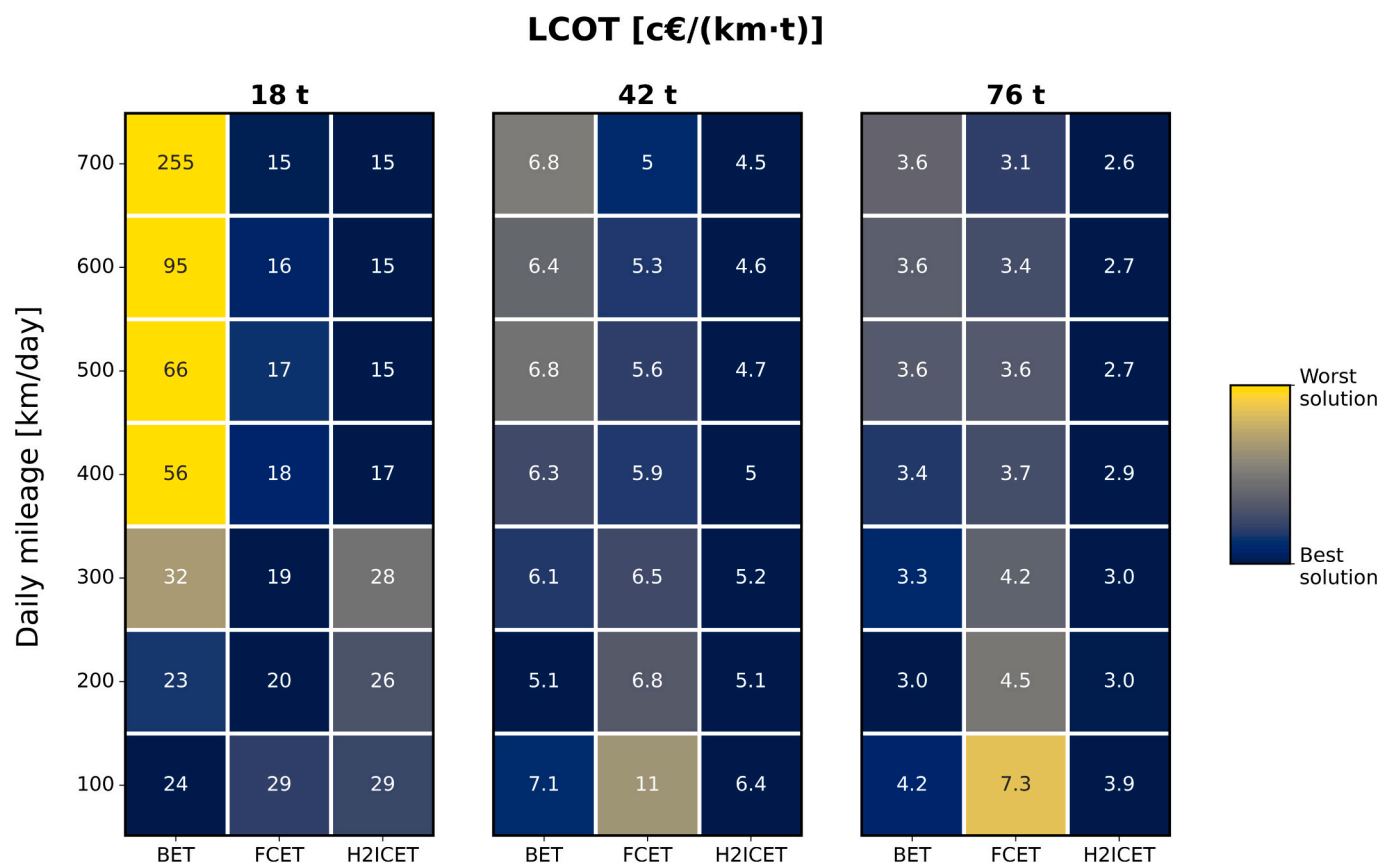 LCOT [c€/(km·t)]
18 t
42 t
76 t
Daily mileage [km/day]
700 255 15 15 6.8 5 4.5 3.6 3.1 2.6
600 95 16 15 6.4 5.3 4.6 3.6 3.4 2.7
500 66 17 15 6.8 5.6 4.7 3.6 3.6 2.7
400 56 18 17 6.3 5.9 5 3.4 3.7 2.9
300 32 19 28 6.1 6.5 5.2 3.3 4.2 3.0
200 23 20 26 5.1 6.8 5.1 3.0 4.5 3.0
100 24 29 29 7.1 11 6.4 4.2 7.3 3.9
BET FCET H2ICET BET FCET H2ICET BET FCET H2ICET
Worst
solution
Best
solution